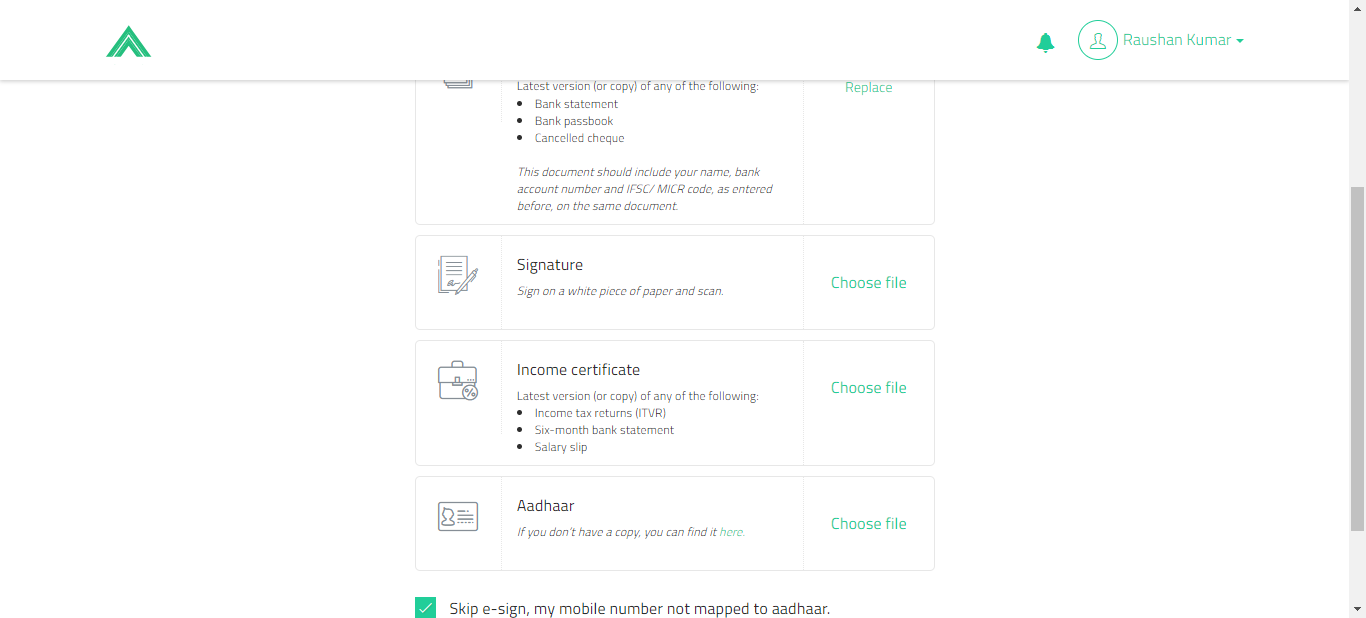 Raushan Kumar
Latest version (or copy) of any of the following:
Replace
Bank statement
Bank passbook
Cancelled cheque
This document should include your name, bank
account number and IFSC/ MICR code, as entered
before, on the same document.
Signature
Sign on a white piece of paper and scan.
Choose file
Income certificate
Latest version (or copy) of any of the following:
Income tax returns (ITVR)
Six-month bank statement
Salary slip
Choose file
Aadhaar
If you don't have a copy, you can find it here.
Choose file
Skip e-sign, my mobile number not mapped to aadhaar.